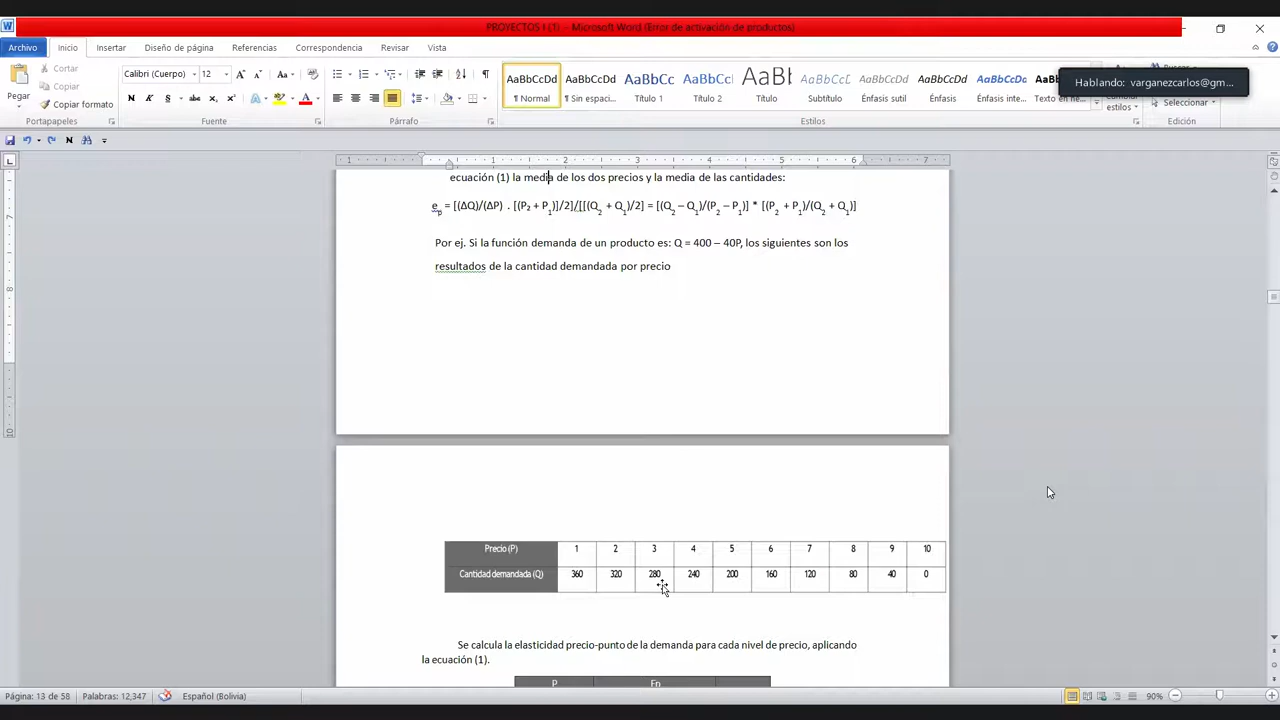 PROYECTOS I (1) - Microsoft Word (Error de activación de productos)
Archivo Inicio Insertar Diseño de página Referencias Correspondencia Revisar Vista
Pegar
Cortar
Copiar
Copiar formato
Portapapeles
Calibri (Cuerpo) 12
Fuente
Párrafo
AaBbCcDd AaBbCcDd AaBbCc AaBbCc AaBb AaBbCcDd AaBbCcDd AaBbCcDd
¶ Normal ¶ Sin espaci... Título 1 Título 2 Título Subtítulo Énfasis sutil Énfasis Énfasis inte...
Estilos
Hablando: varganezcarlos@gm...
estilos
Seleccionar
Edición
ecuación (1) la media de los dos precios y la media de las cantidades:
eₚ = [(ΔQ)/(ΔP) . [(P₂ + P₁)]/2]/[[(Q₂ + Q₁)/2] = [(Q₂ – Q₁)/(P₂ – P₁)] * [(P₂ + P₁)/(Q₂ + Q₁)]
Por ej. Si la función demanda de un producto es: Q = 400 – 40P, los siguientes son los
resultados de la cantidad demandada por precio
Precio (P) 1 2 3 4 5 6 7 8 9 10
Cantidad demandada (Q) 360 320 280 240 200 160 120 80 40 0
Se calcula la elasticidad precio-punto de la demanda para cada nivel de precio, aplicando
la ecuación (1).
P Ep
Página: 13 de 58 Palabras: 12,347 Español (Bolivia) 90%